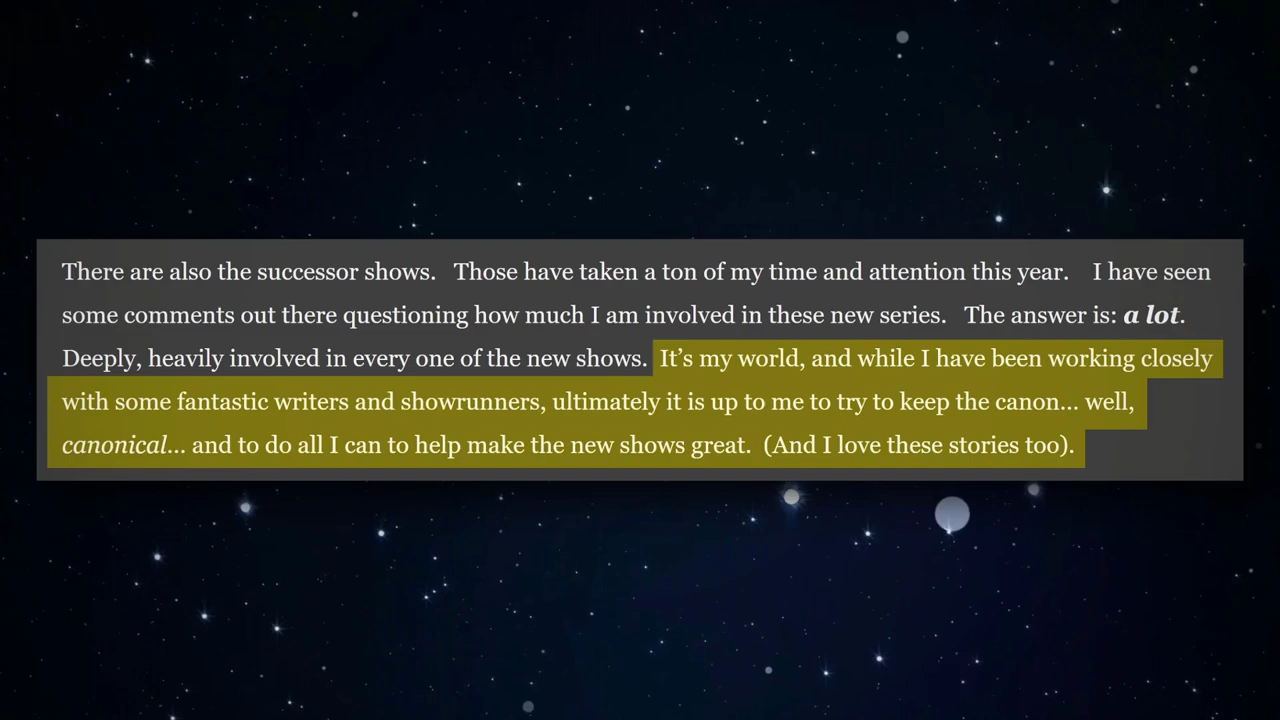 There are also the successor shows.   Those have taken a ton of my time and attention this year.    I have seen
some comments out there questioning how much I am involved in these new series.   The answer is: a lot.
Deeply, heavily involved in every one of the new shows.  It’s my world, and while I have been working closely
with some fantastic writers and showrunners, ultimately it is up to me to try to keep the canon… well,
canonical… and to do all I can to help make the new shows great.  (And I love these stories too).